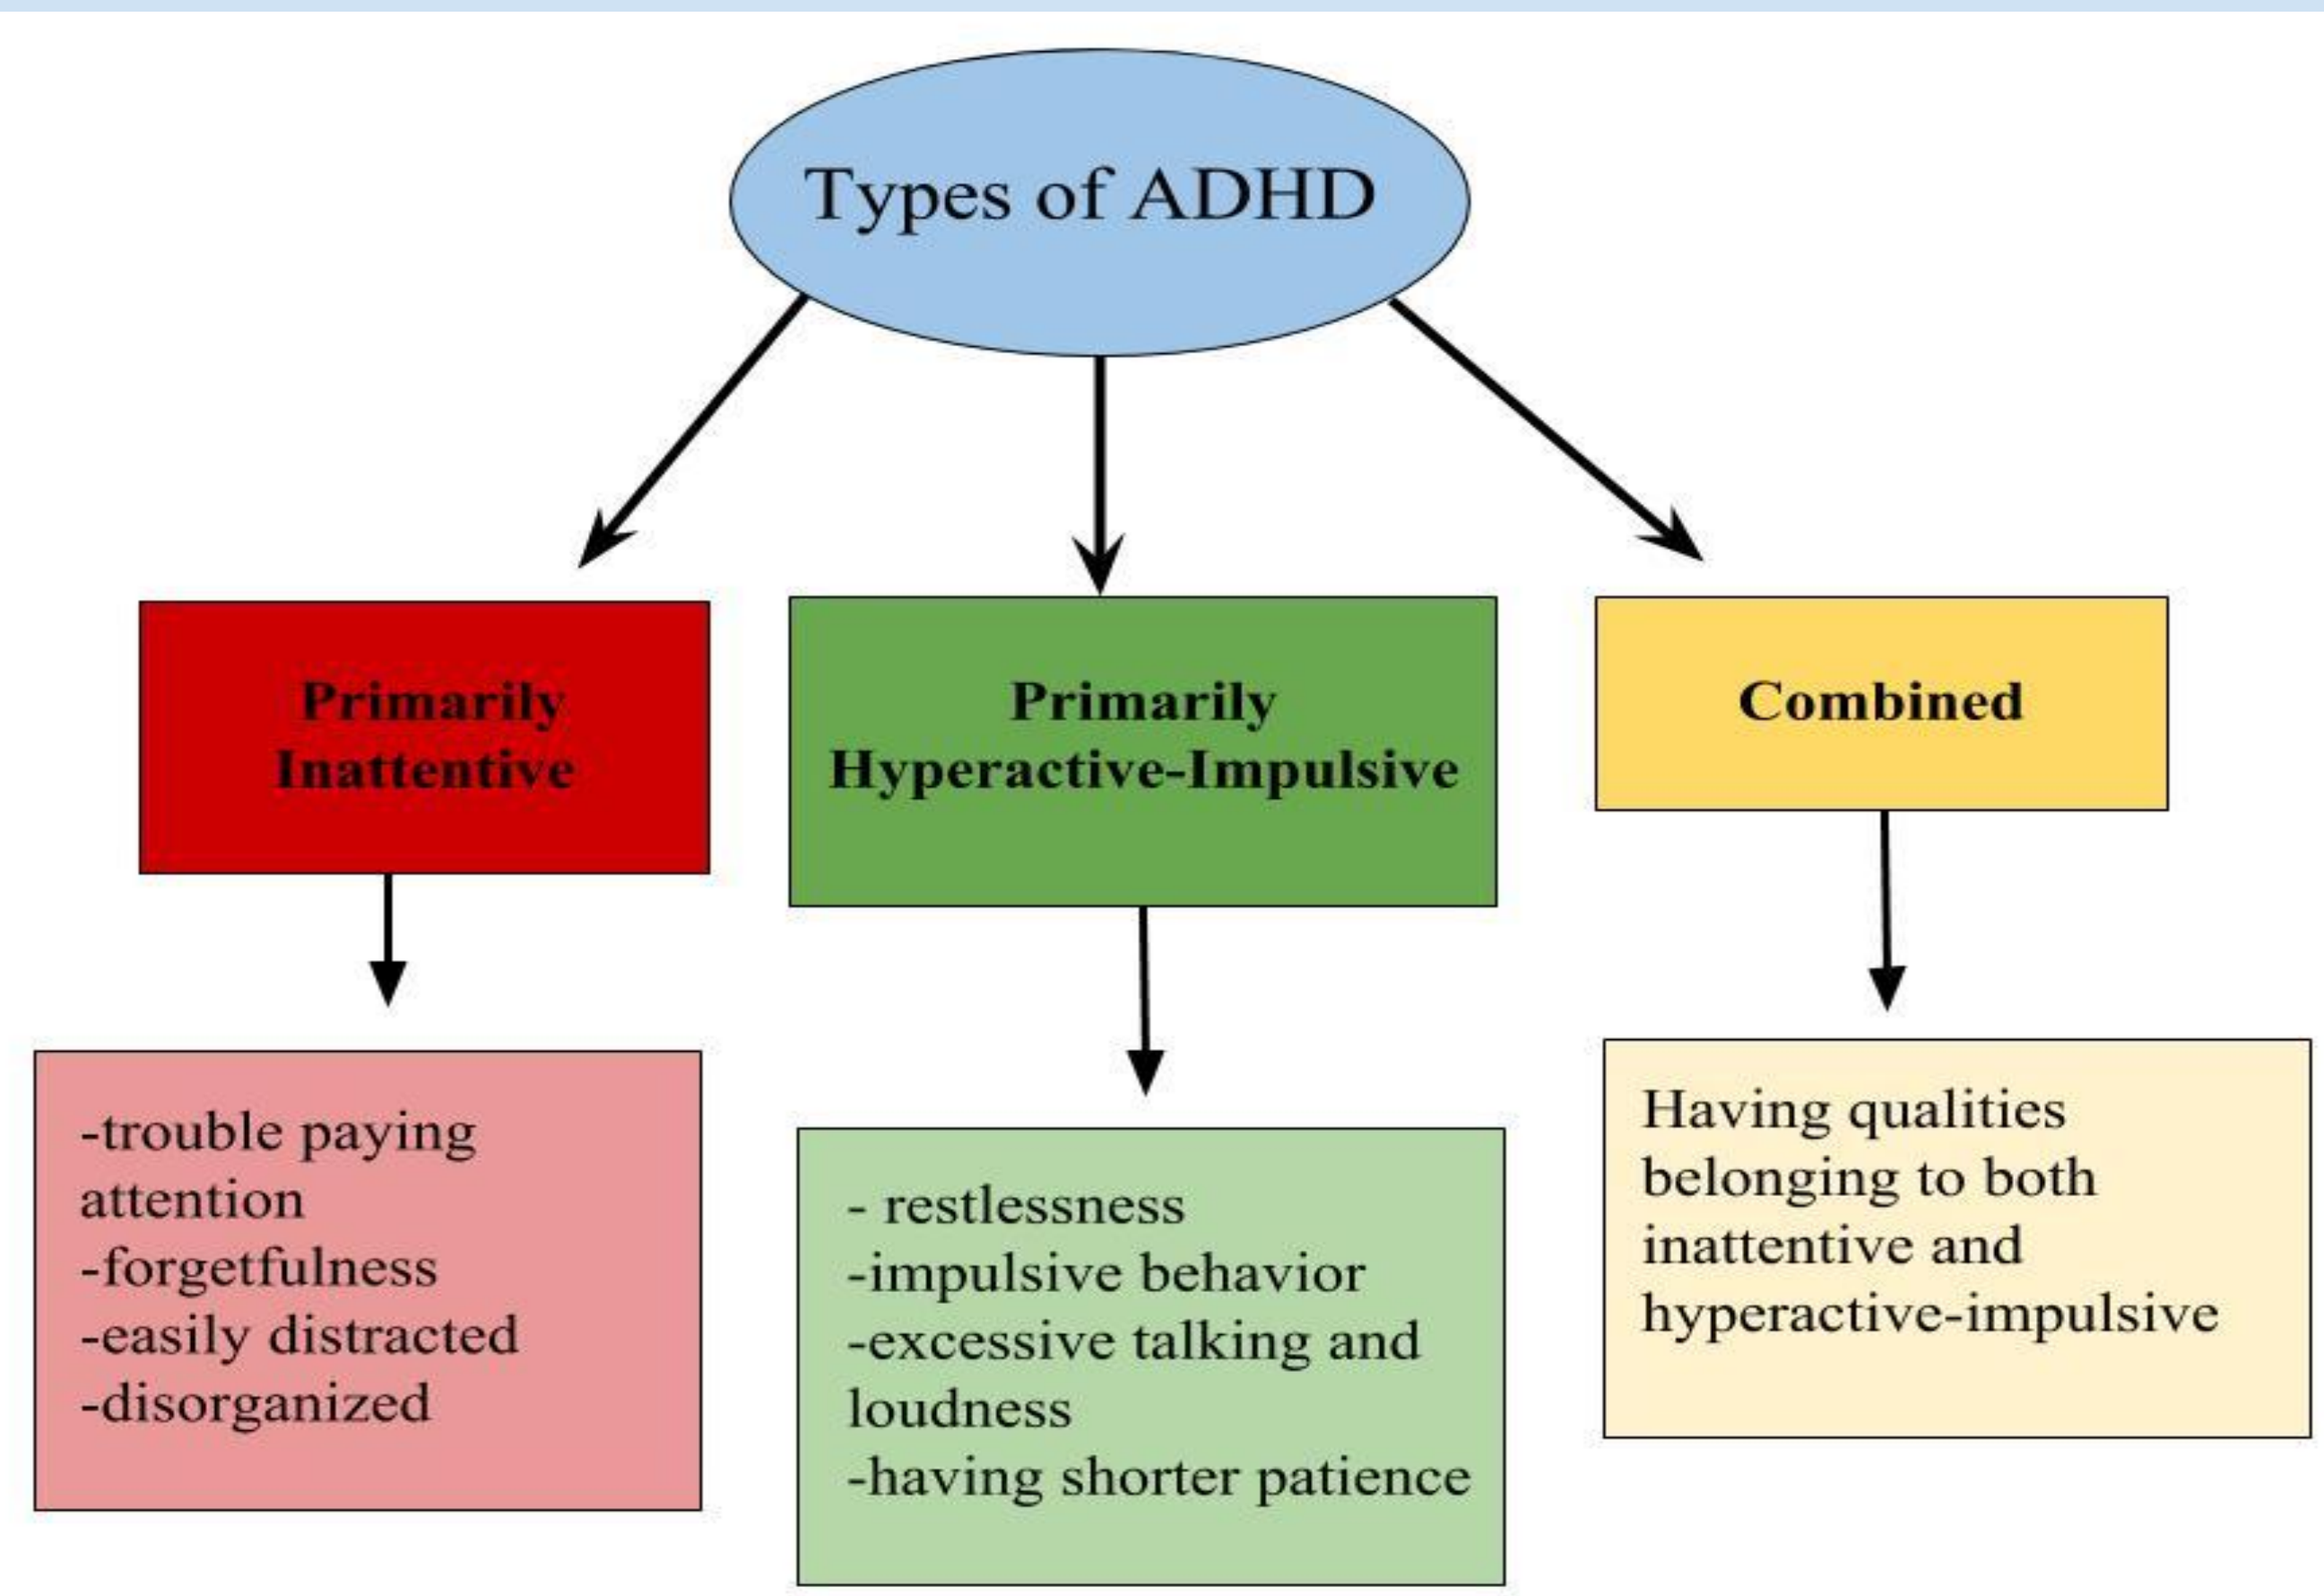 Types of ADHD
Primarily
Inattentive
Primarily
Hyperactive-Impulsive
Combined
-trouble paying
attention
-forgetfulness
-easily distracted
-disorganized
- restlessness
-impulsive behavior
-excessive talking and
loudness
-having shorter patience
Having qualities
belonging to both
inattentive and
hyperactive-impulsive